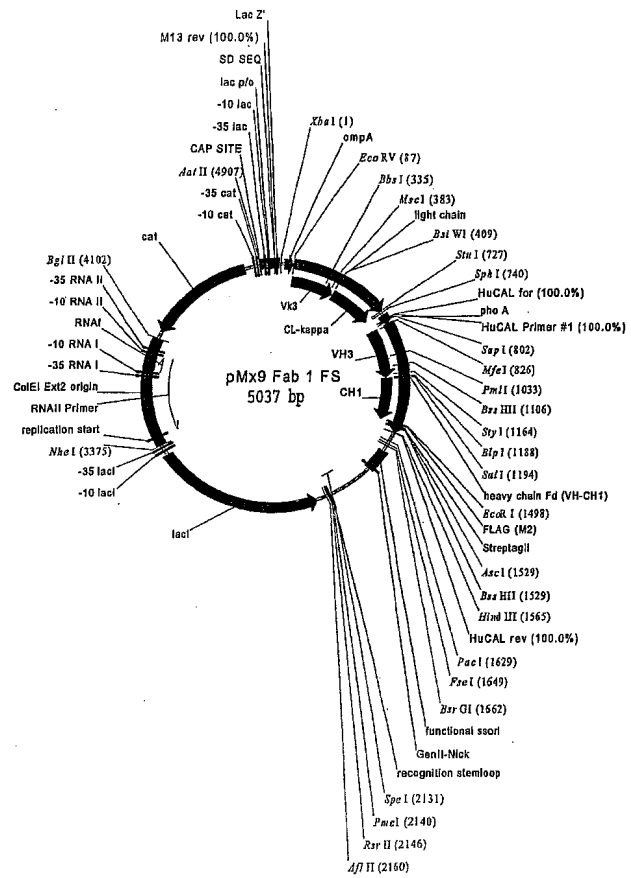 Lac Z'
M13 rev (100.0%)
SD SEQ
lac p/o
-10 lac
-35 lac
CAP SITE
Aat II (4907)
-35 cat
-10 cat
cat
Bgl II (4102)
-35 RNA II
-10 RNA II
RNAI
-10 RNA I
-35 RNA I
ColEI Ext2 origin
RNAII Primer
replication start
Nhe I (3375)
-35 lacI
-10 lacI
lacI
Xba I (1)
ompA
Eco RV (87)
Bbs I (335)
Msc I (383)
light chain
Bsi WI (409)
Stu I (727)
Sph I (740)
HuCAL for (100.0%)
pho A
HuCAL Primer #1 (100.0%)
Sap I (802)
Mfe I (826)
Pml I (1033)
Bss HII (1106)
Sty I (1164)
Blp I (1188)
Sal I (1194)
heavy chain Fd (VH-CH1)
Eco R I (1498)
FLAG (M2)
StreptagII
Asc I (1529)
Bss HII (1529)
Hind III (1565)
HuCAL rev (100.0%)
Pac I (1629)
Fse I (1649)
Bsr GI (1662)
functional ssori
GenII-Nick
recognition stemloop
Spe I (2131)
Pme I (2140)
Rsr II (2146)
Afl II (2160)
Vk3
CL-kappa
VH3
CH1
pMx9 Fab 1 FS
5037 bp